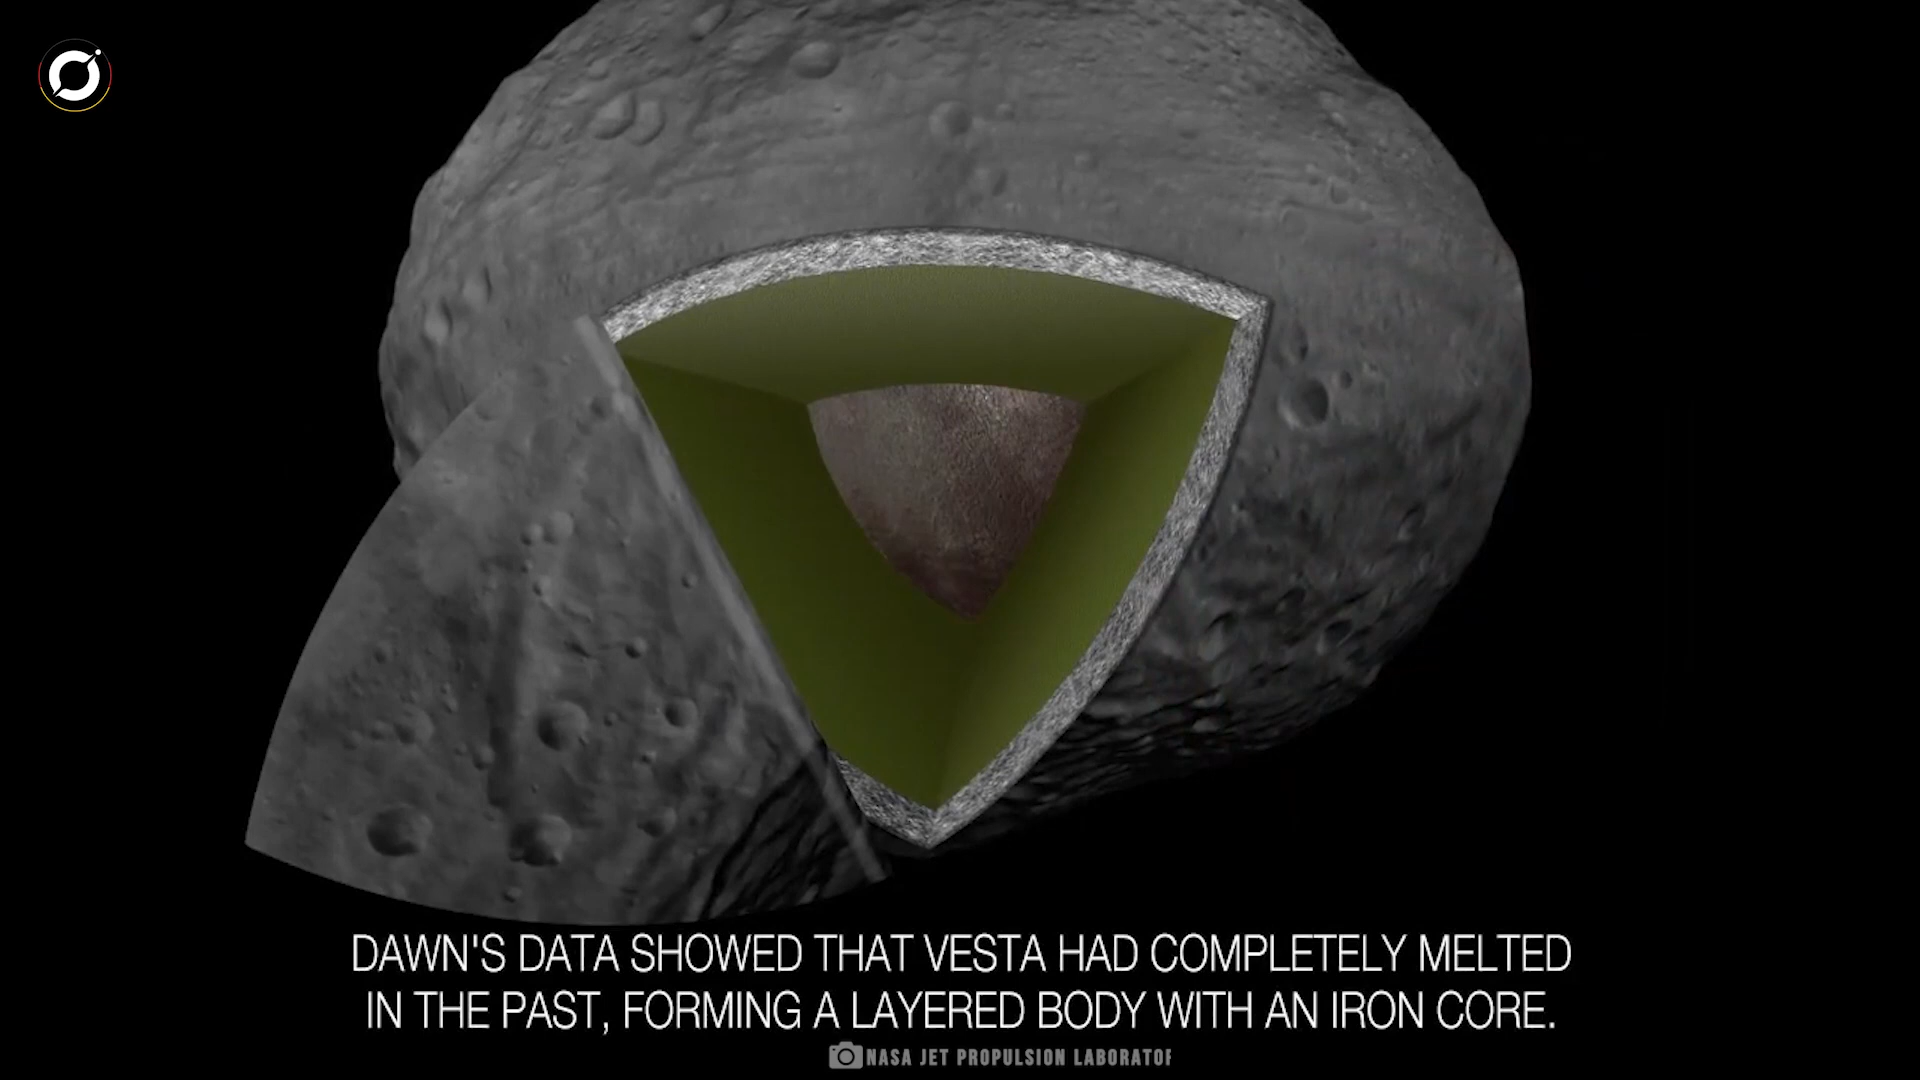 DAWN'S DATA SHOWED THAT VESTA HAD COMPLETELY MELTED
IN THE PAST, FORMING A LAYERED BODY WITH AN IRON CORE.
NASA JET PROPULSION LABORATOR